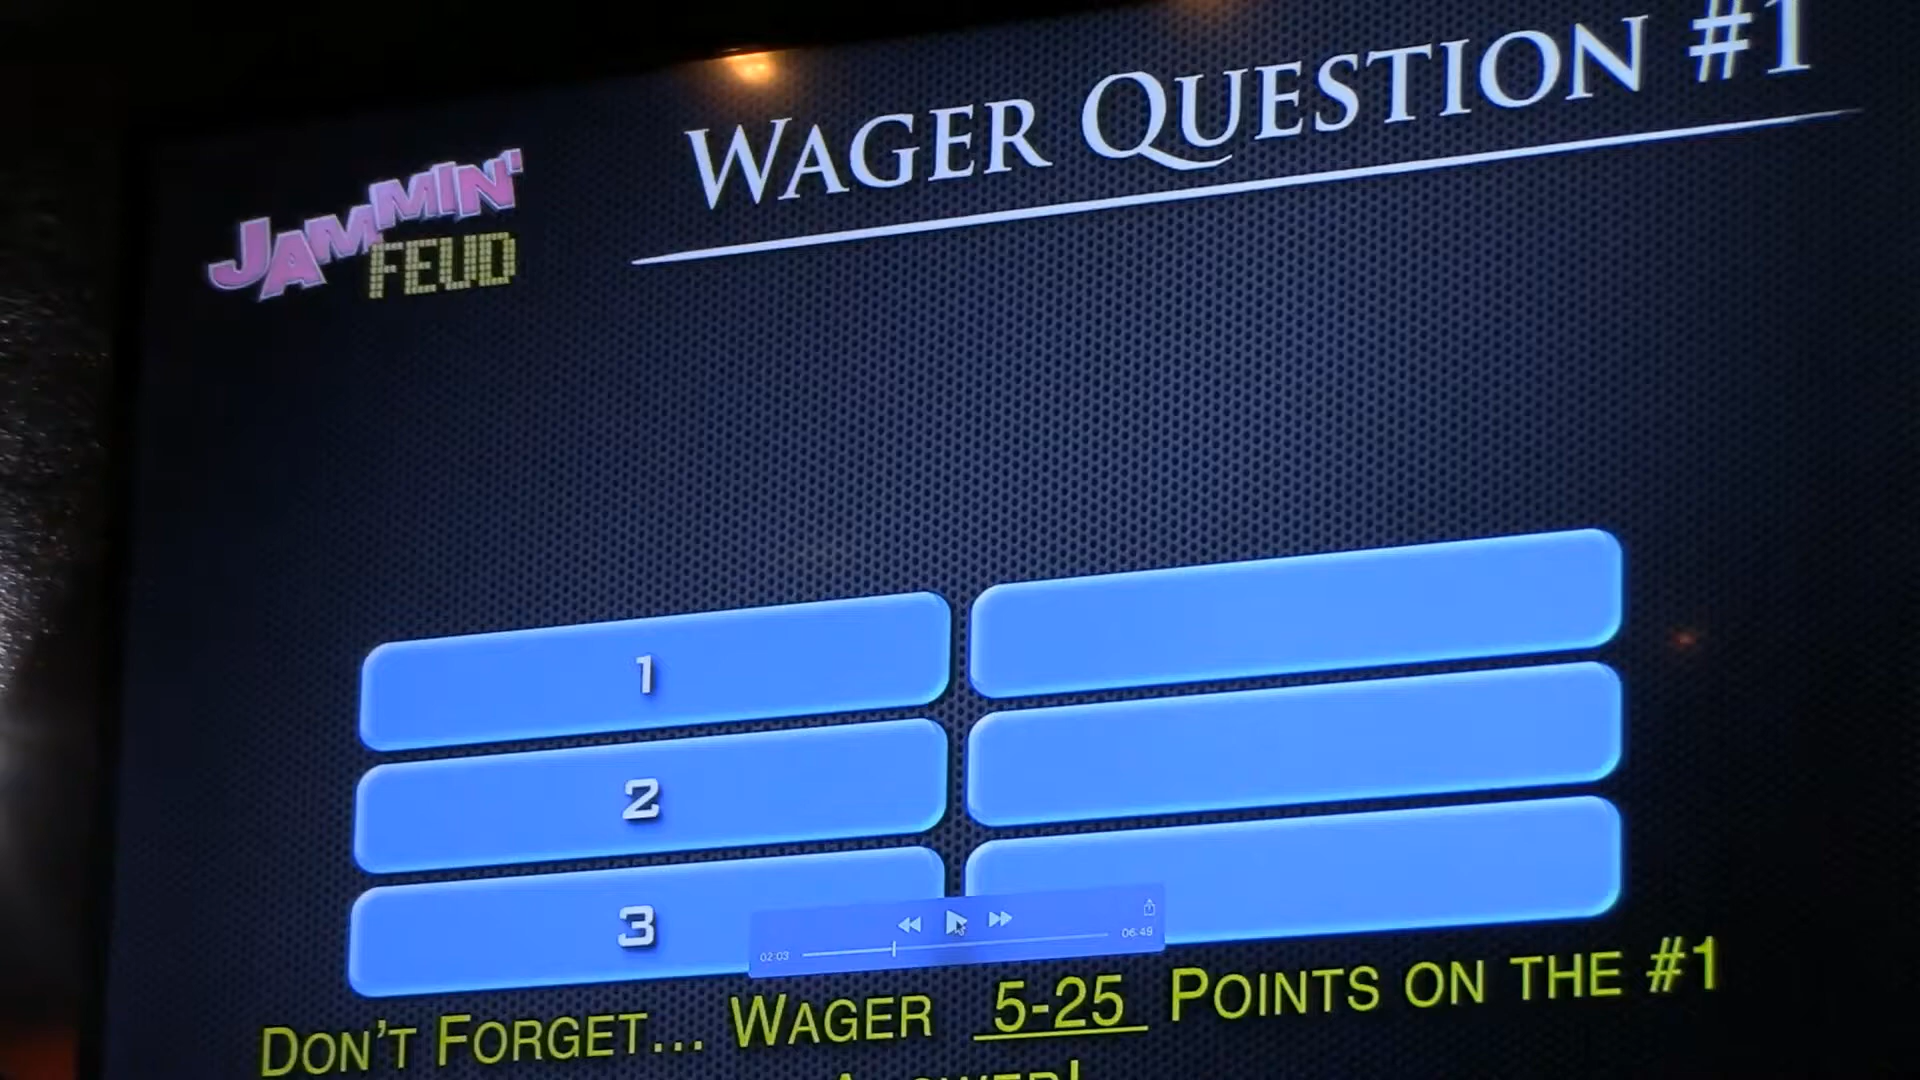 WAGER QUESTION #1
JAMMIN'
FEUD
1
2
3
02:03
06:49
DON'T FORGET... WAGER 5-25 POINTS ON THE #1
ANSWER!